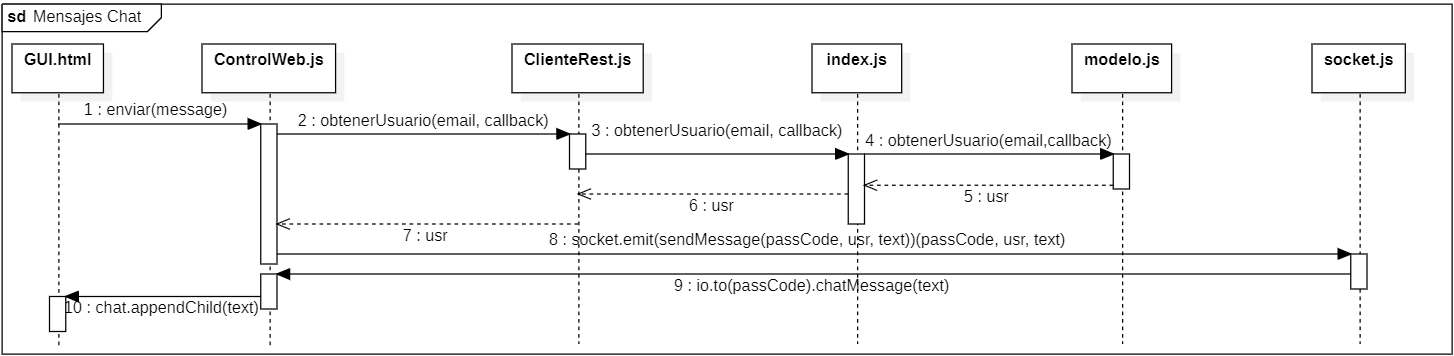 sd Mensajes Chat
GUI.html
ControlWeb.js
ClienteRest.js
index.js
modelo.js
socket.js
1 : enviar(message)
2 : obtenerUsuario(email, callback)
3 : obtenerUsuario(email, callback)
4 : obtenerUsuario(email,callback)
5 : usr
6 : usr
7 : usr
8 : socket.emit(sendMessage(passCode, usr, text))(passCode, usr, text)
9 : io.to(passCode).chatMessage(text)
10 : chat.appendChild(text)